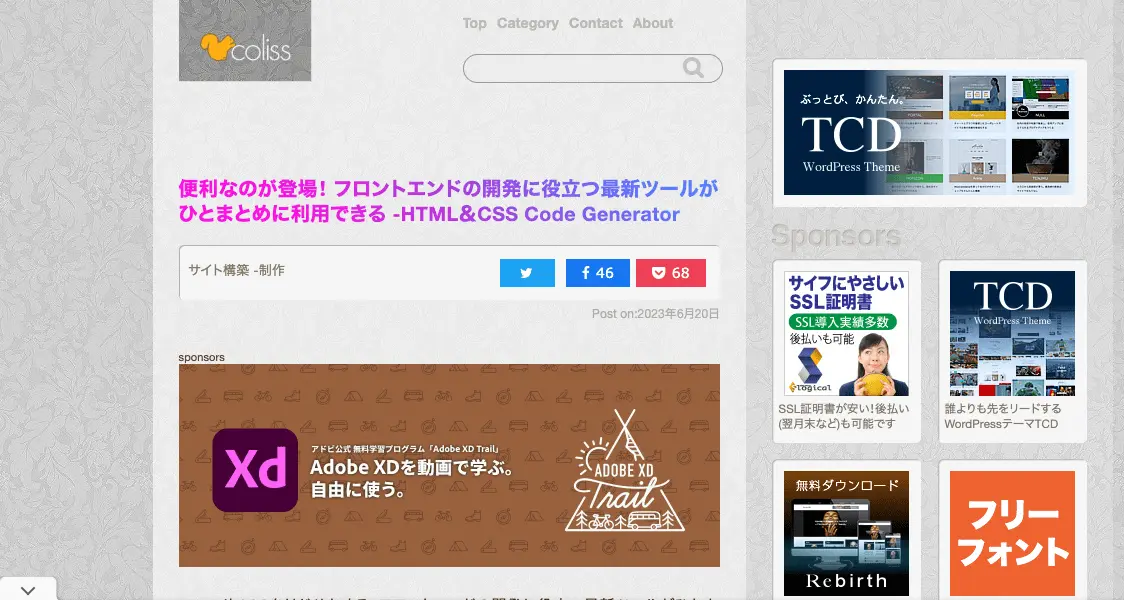 coliss
Top Category Contact About
便利なのが登場! フロントエンドの開発に役立つ最新ツールが
ひとまとめに利用できる -HTML&CSS Code Generator
サイト構築 -制作
46
68
Post on:2023年6月20日
sponsors
Xd
アドビ公式 無料学習プログラム「Adobe XD Trail」
Adobe XDを動画で学ぶ。
自由に使う。
ADOBE XD
Trail
ぶっとび、かんたん。
TCD
WordPress Theme
Sponsors
サイフにやさしい
SSL証明書
SSL導入実績多数
後払いも可能
slogical
SSL証明書が安い!後払い
(翌月末など)も可能です
TCD
WordPress Theme
誰よりも先をリードする
WordPressテーマTCD
無料ダウンロード
Rebirth
フリー
フォント